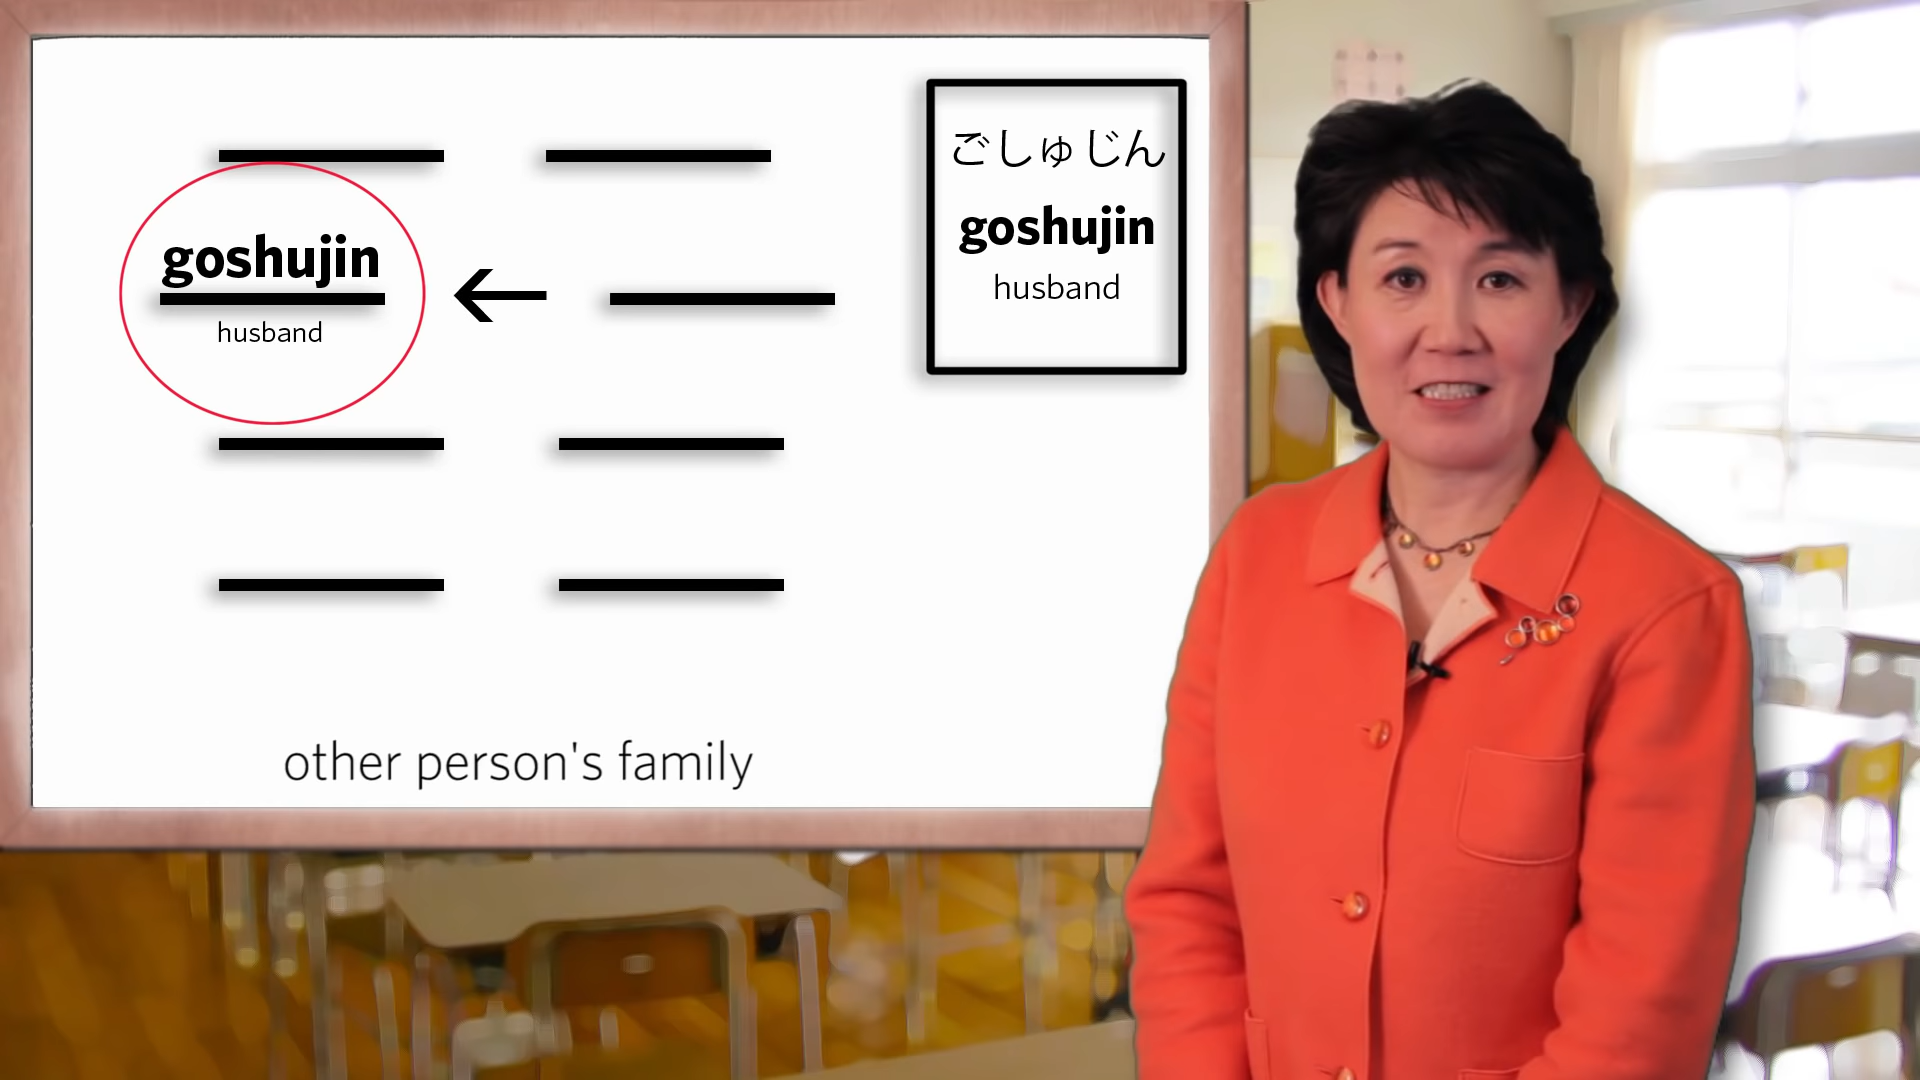 goshujin
husband
ごしゅじん
goshujin
husband
other person's family